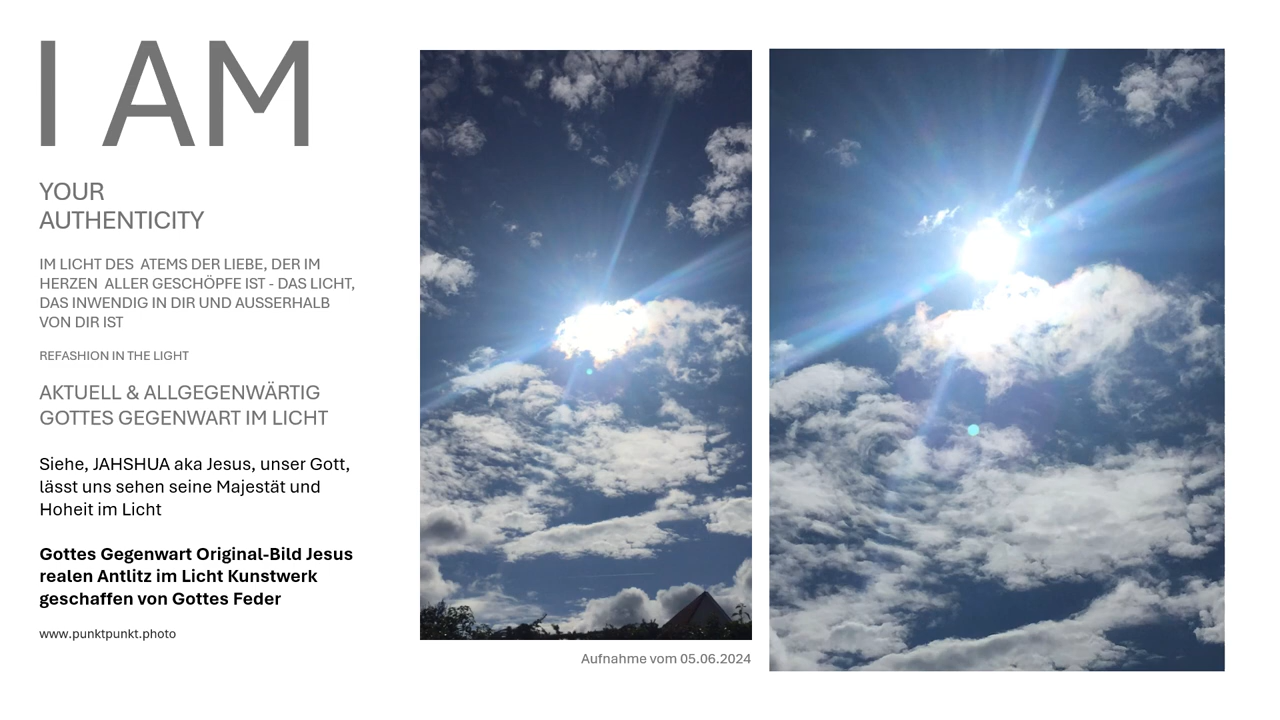 I AM
YOUR
AUTHENTICITY
IM LICHT DES  ATEMS DER LIEBE, DER IM
HERZEN  ALLER GESCHÖPFE IST - DAS LICHT,
DAS INWENDIG IN DIR UND AUSSERHALB
VON DIR IST
REFASHION IN THE LIGHT
AKTUELL & ALLGEGENWÄRTIG
GOTTES GEGENWART IM LICHT
Siehe, JAHSHUA aka Jesus, unser Gott,
lässt uns sehen seine Majestät und
Hoheit im Licht
Gottes Gegenwart Original-Bild Jesus
realen Antlitz im Licht Kunstwerk
geschaffen von Gottes Feder
www.punktpunkt.photo
Aufnahme vom 05.06.2024